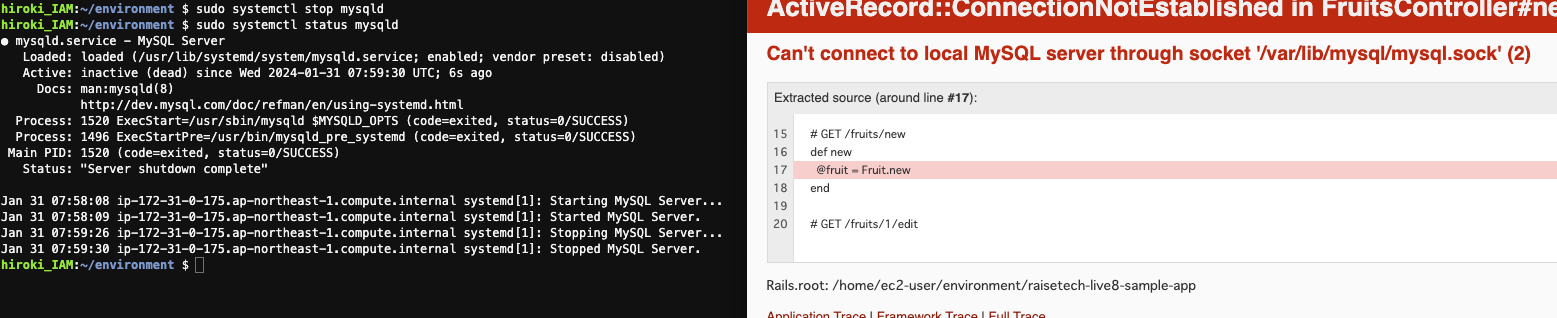 hiroki_IAM:~/environment $ sudo systemctl stop mysqld
hiroki_IAM:~/environment $ sudo systemctl status mysqld
● mysqld.service - MySQL Server
   Loaded: loaded (/usr/lib/systemd/system/mysqld.service; enabled; vendor preset: disabled)
   Active: inactive (dead) since Wed 2024-01-31 07:59:30 UTC; 6s ago
     Docs: man:mysqld(8)
           http://dev.mysql.com/doc/refman/en/using-systemd.html
  Process: 1520 ExecStart=/usr/sbin/mysqld $MYSQLD_OPTS (code=exited, status=0/SUCCESS)
  Process: 1496 ExecStartPre=/usr/bin/mysqld_pre_systemd (code=exited, status=0/SUCCESS)
 Main PID: 1520 (code=exited, status=0/SUCCESS)
   Status: "Server shutdown complete"
Jan 31 07:58:08 ip-172-31-0-175.ap-northeast-1.compute.internal systemd[1]: Starting MySQL Server...
Jan 31 07:58:09 ip-172-31-0-175.ap-northeast-1.compute.internal systemd[1]: Started MySQL Server.
Jan 31 07:59:26 ip-172-31-0-175.ap-northeast-1.compute.internal systemd[1]: Stopping MySQL Server...
Jan 31 07:59:30 ip-172-31-0-175.ap-northeast-1.compute.internal systemd[1]: Stopped MySQL Server.
hiroki_IAM:~/environment $
ActiveRecord::ConnectionNotEstablished in FruitsController#ne
Can't connect to local MySQL server through socket '/var/lib/mysql/mysql.sock' (2)
Extracted source (around line #17):
15 # GET /fruits/new
16 def new
17   @fruit = Fruit.new
18 end
19
20 # GET /fruits/1/edit
Rails.root: /home/ec2-user/environment/raisetech-live8-sample-app
Application Trace | Framework Trace | Full Trace